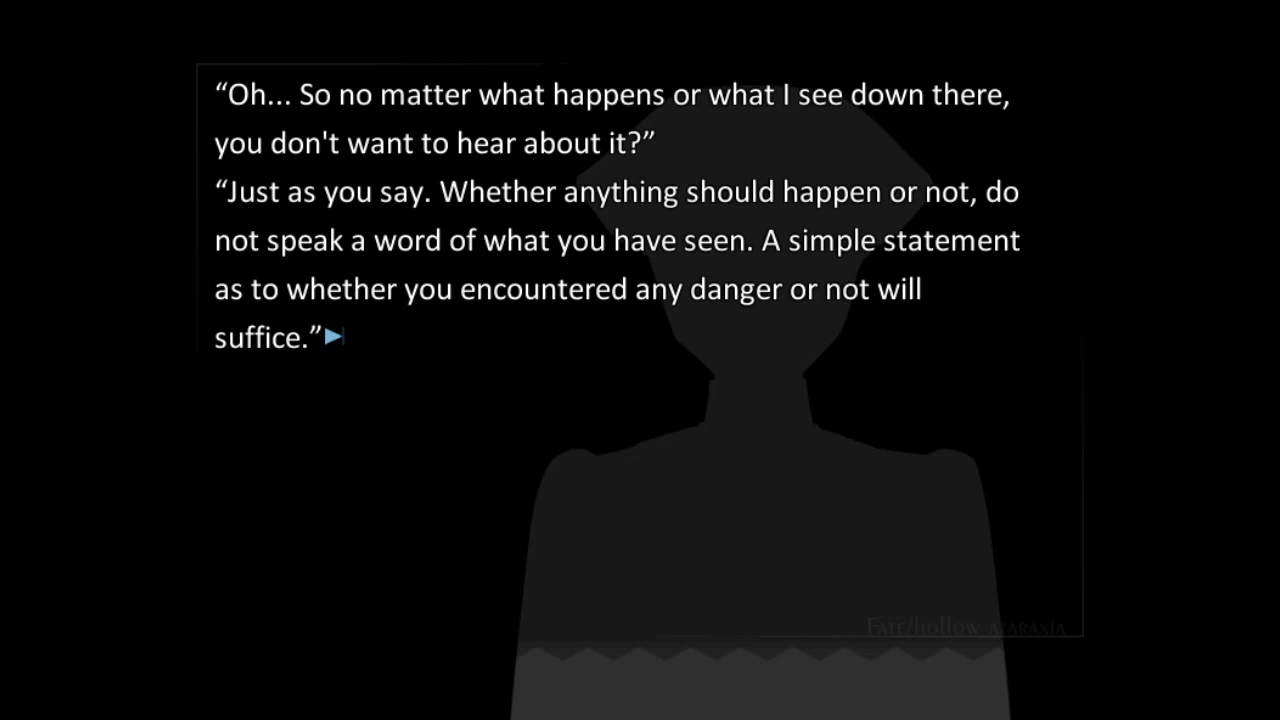 “Oh... So no matter what happens or what I see down there,
you don't want to hear about it?”
“Just as you say. Whether anything should happen or not, do
not speak a word of what you have seen. A simple statement
as to whether you encountered any danger or not will
suffice.”
Fate/hollow ataraxia